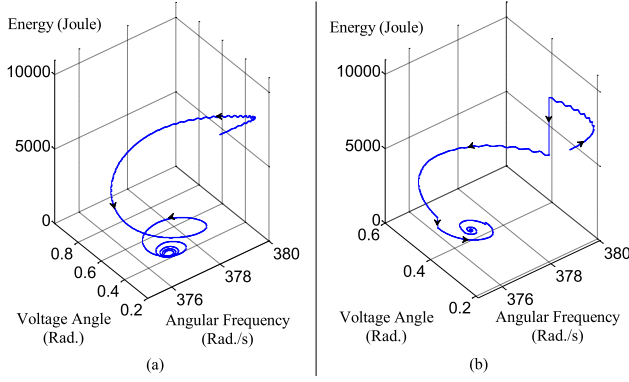 Energy (Joule)
10000
5000
0
0.8
0.6
0.4
0.2
376
378
380
Voltage Angle
(Rad.)
Angular Frequency
(Rad./s)
(a)
Energy (Joule)
10000
5000
0
0.6
0.4
0.2
376
378
380
Voltage Angle
(Rad.)
Angular Frequency
(Rad./s)
(b)